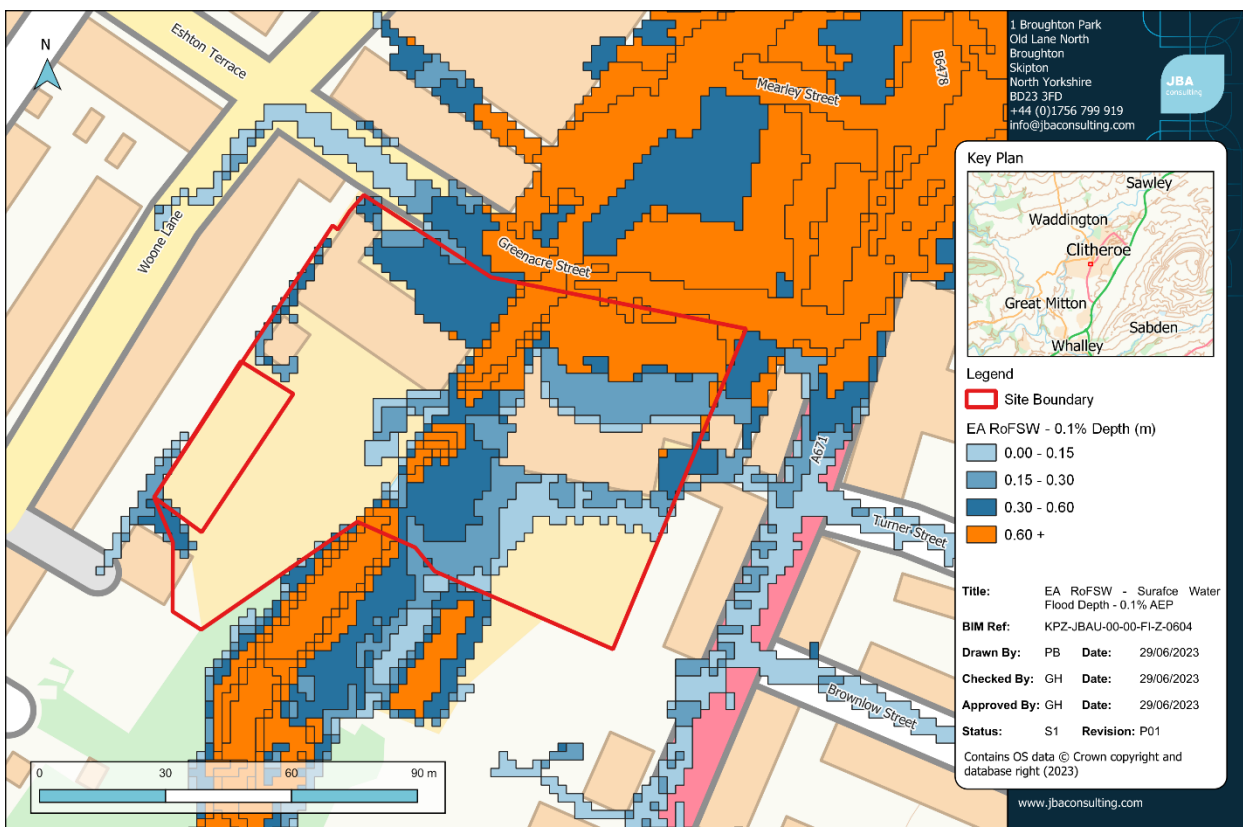 N
Eshton Terrace
Woone Lane
Greenacre Street
Mearley Street
B6478
A671
Turner Street
Brownlow Street
0 30 60 90 m
1 Broughton Park
Old Lane North
Broughton
Skipton
North Yorkshire
BD23 3FD
+44 (0)1756 799 919
info@jbaconsulting.com
JBA
consulting
Key Plan
Sawley
Waddington
Clitheroe
Great Mitton
Sabden
Whalley
Legend
Site Boundary
EA RoFSW - 0.1% Depth (m)
0.00 - 0.15
0.15 - 0.30
0.30 - 0.60
0.60 +
Title: EA RoFSW - Surafce Water
Flood Depth - 0.1% AEP
BIM Ref: KPZ-JBAU-00-00-FI-Z-0604
Drawn By: PB Date: 29/06/2023
Checked By: GH Date: 29/06/2023
Approved By: GH Date: 29/06/2023
Status: S1 Revision: P01
Contains OS data © Crown copyright and
database right (2023)
www.jbaconsulting.com